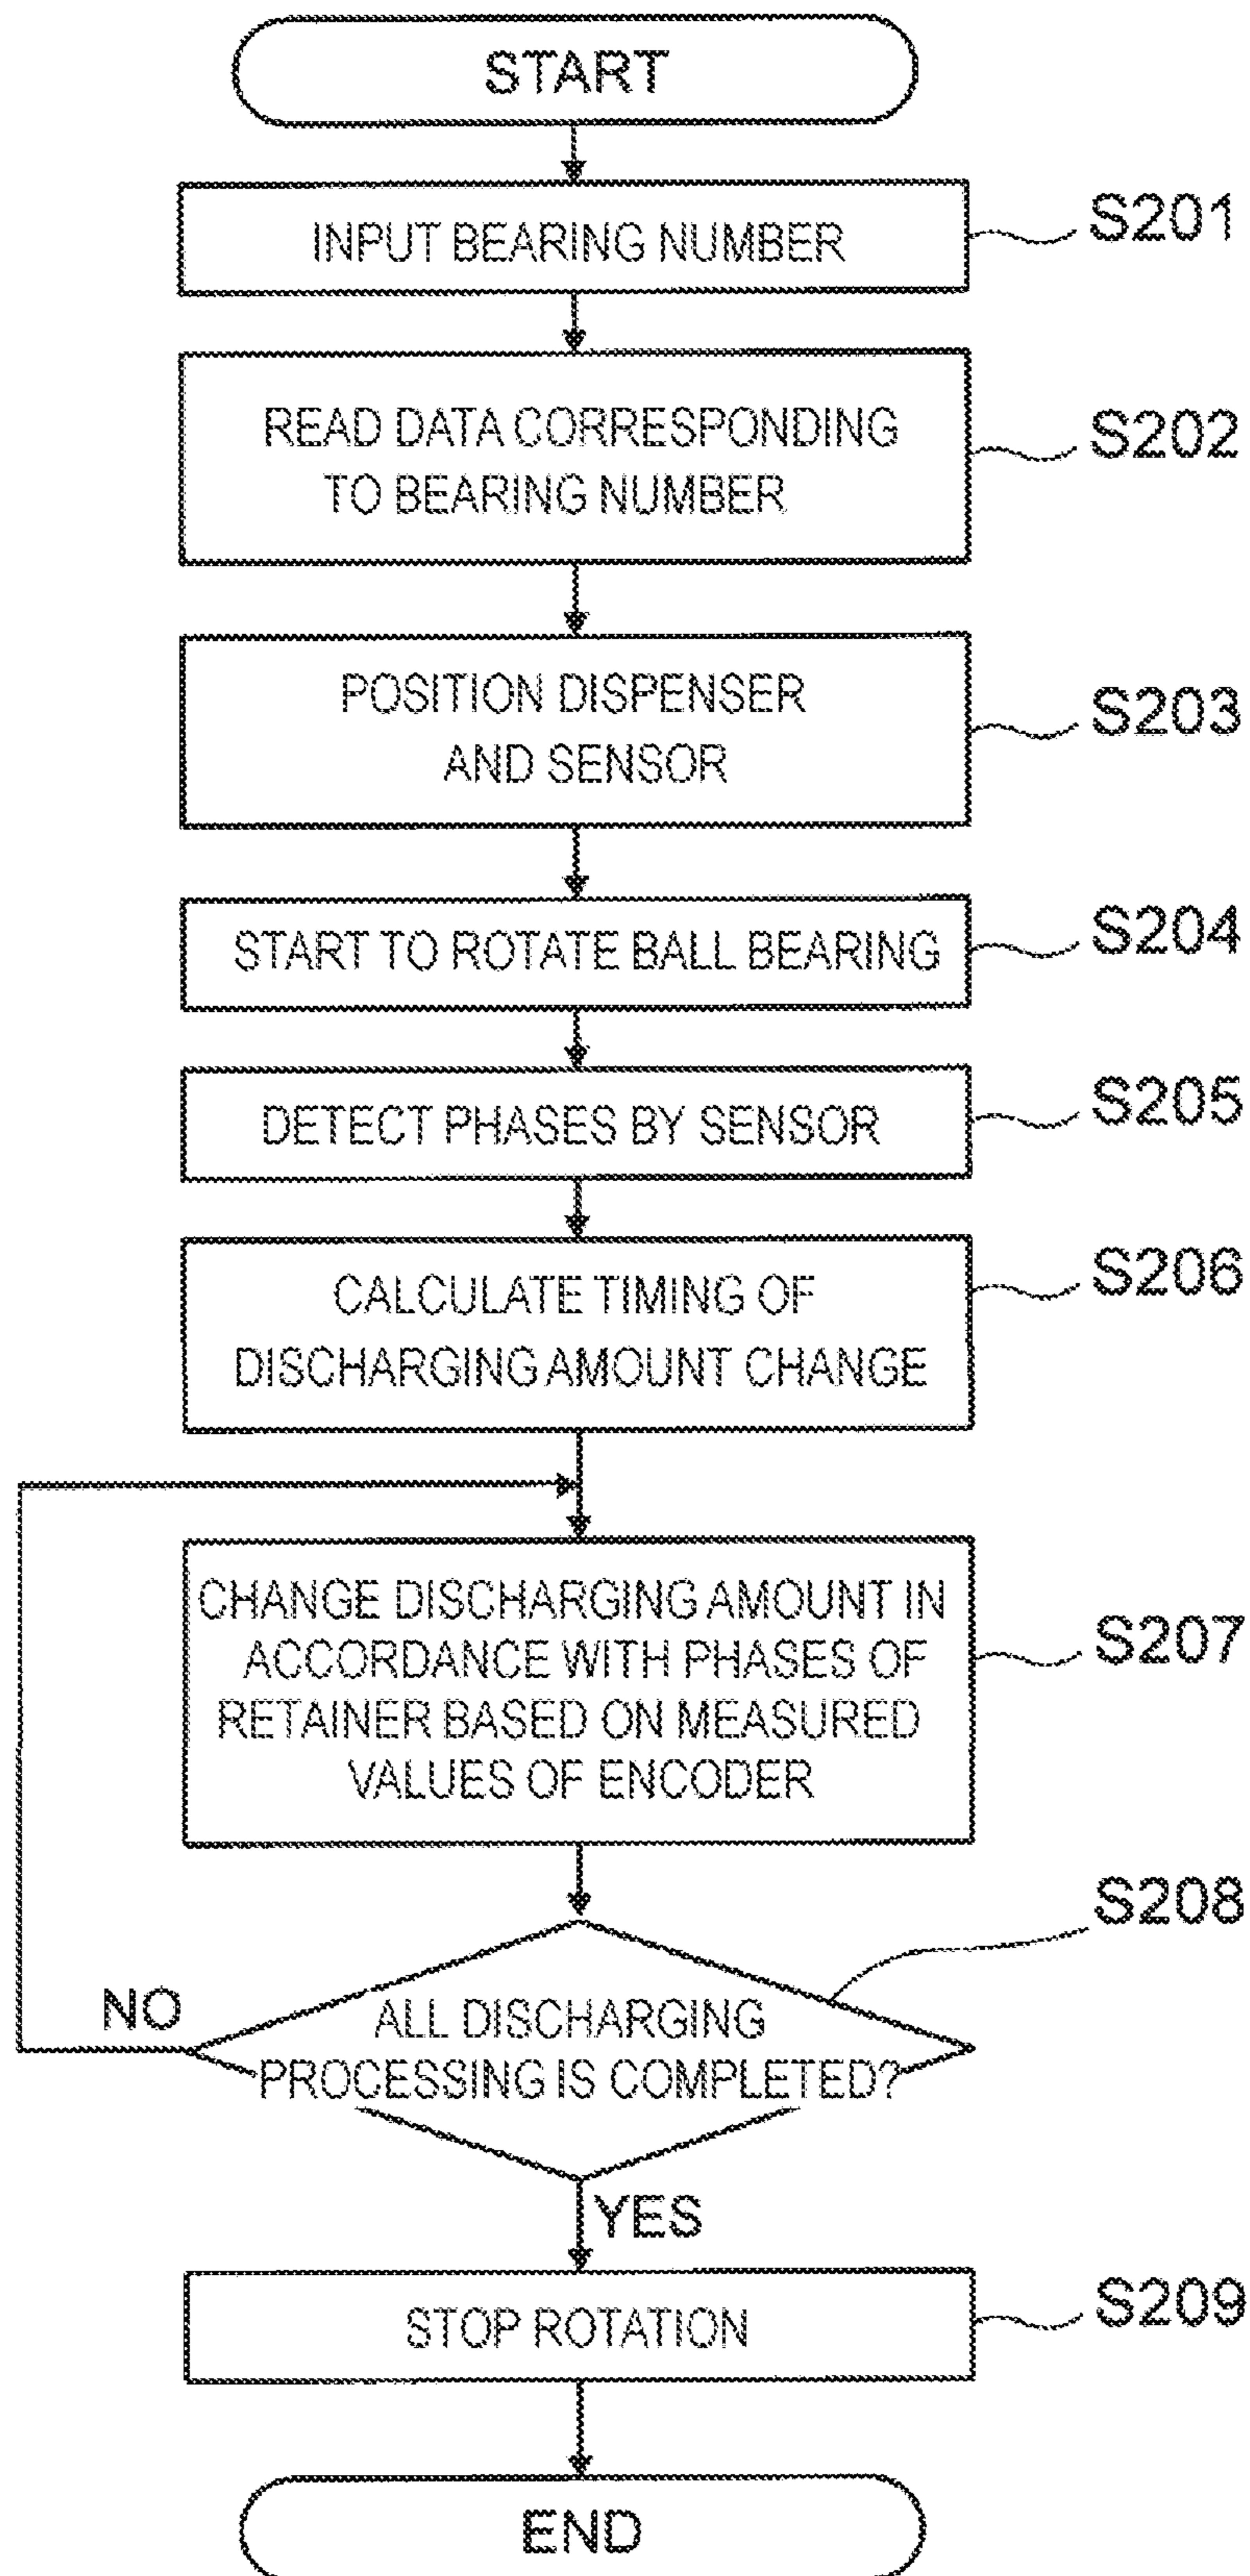 START
INPUT BEARING NUMBER
S201
READ DATA CORRESPONDING
TO BEARING NUMBER
S202
POSITION DISPENSER
AND SENSOR
S203
START TO ROTATE BALL BEARING
S204
DETECT PHASES BY SENSOR
S205
CALCULATE TIMING OF
DISCHARGING AMOUNT CHANGE
S206
CHANGE DISCHARGING AMOUNT IN
ACCORDANCE WITH PHASES OF
RETAINER BASED ON MEASURED
VALUES OF ENCODER
S207
S208
NO
ALL DISCHARGING
PROCESSING IS COMPLETED?
YES
STOP ROTATION
S209
END